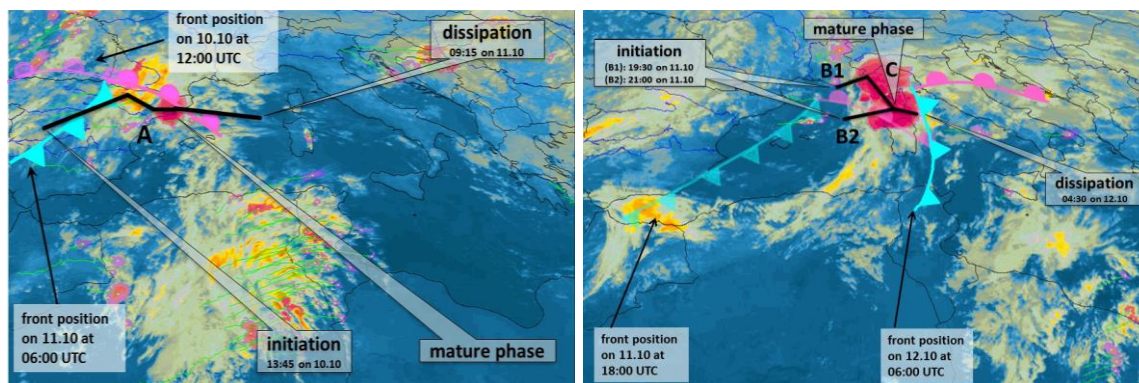 front position
on 10.10 at
12:00 UTC
dissipation
09:15 on 11.10
A
front position
on 11.10 at
06:00 UTC
initiation
13:45 on 10.10
mature phase
mature phase
initiation
(B1): 19:30 on 11.10
(B2): 21:00 on 11.10
B1
C
B2
dissipation
04:30 on 12.10
front position
on 11.10 at
18:00 UTC
front position
on 12.10 at
06:00 UTC